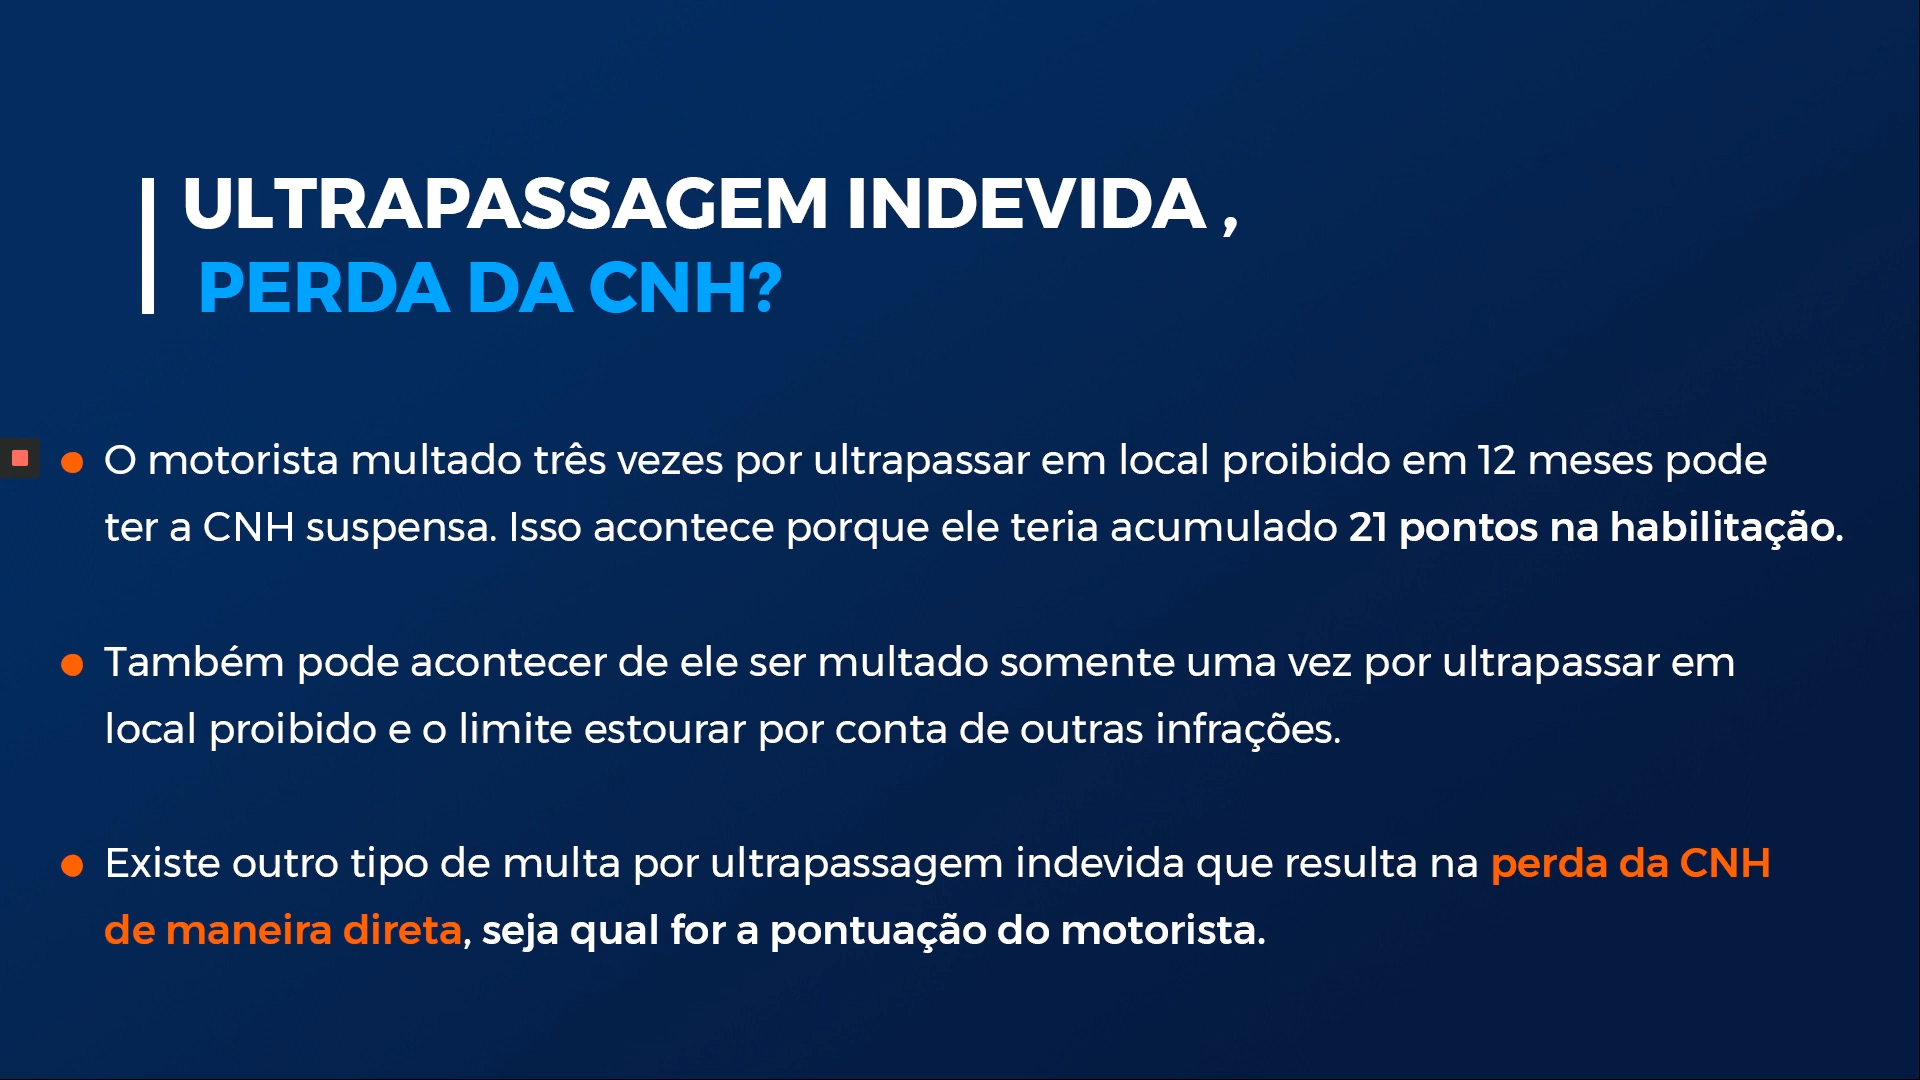 ULTRAPASSAGEM INDEVIDA ,
PERDA DA CNH?
O motorista multado três vezes por ultrapassar em local proibido em 12 meses pode
ter a CNH suspensa. Isso acontece porque ele teria acumulado 21 pontos na habilitação.
Também pode acontecer de ele ser multado somente uma vez por ultrapassar em
local proibido e o limite estourar por conta de outras infrações.
Existe outro tipo de multa por ultrapassagem indevida que resulta na perda da CNH
de maneira direta, seja qual for a pontuação do motorista.